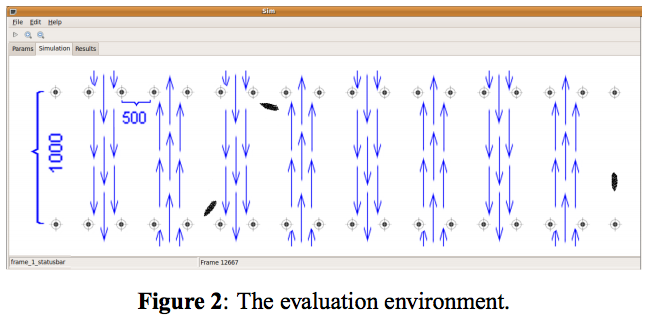 Sim
File Edit Help
Params Simulation Results
500
1000
frame_1_statusbar Frame 12667
Figure 2: The evaluation environment.